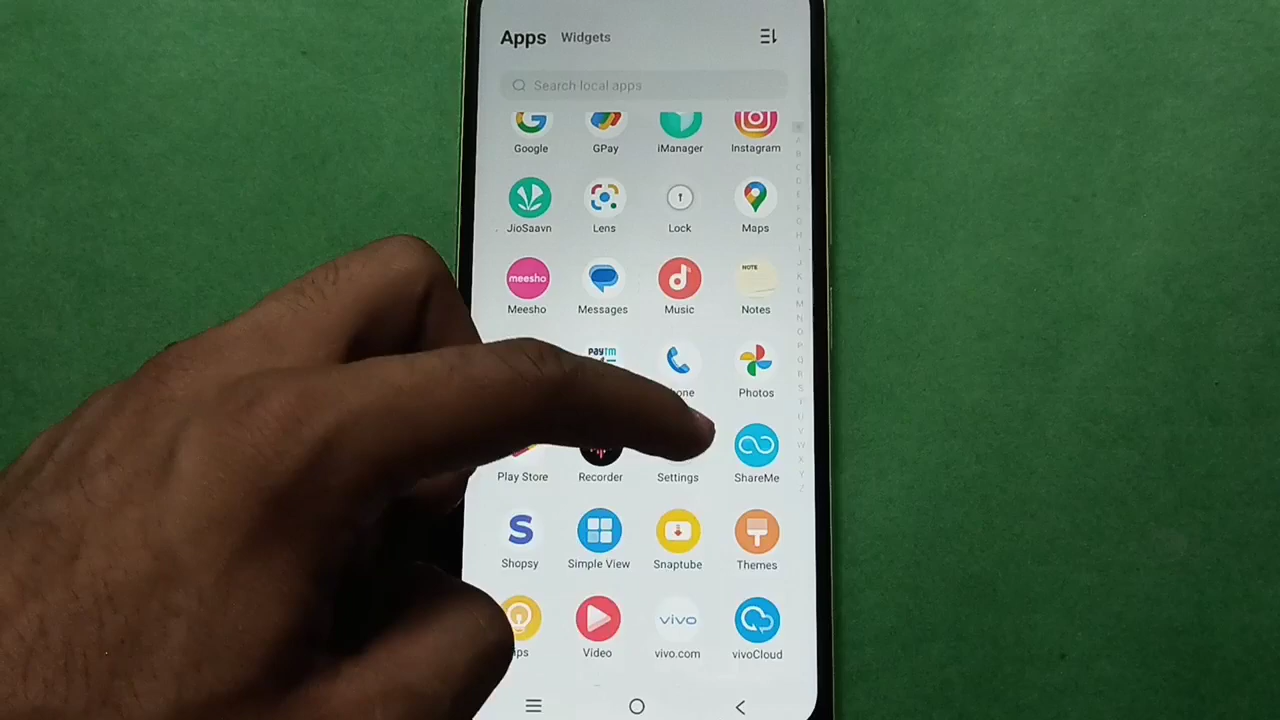 Apps Widgets
Search local apps
Google GPay iManager Instagram
JioSaavn Lens Lock Maps
NOTE
meesho
Meesho Messages Music Notes
paytm
Photos
Play Store Recorder Settings ShareMe
S
Shopsy Simple View Snaptube Themes
vivo
Video vivo.com vivoCloud